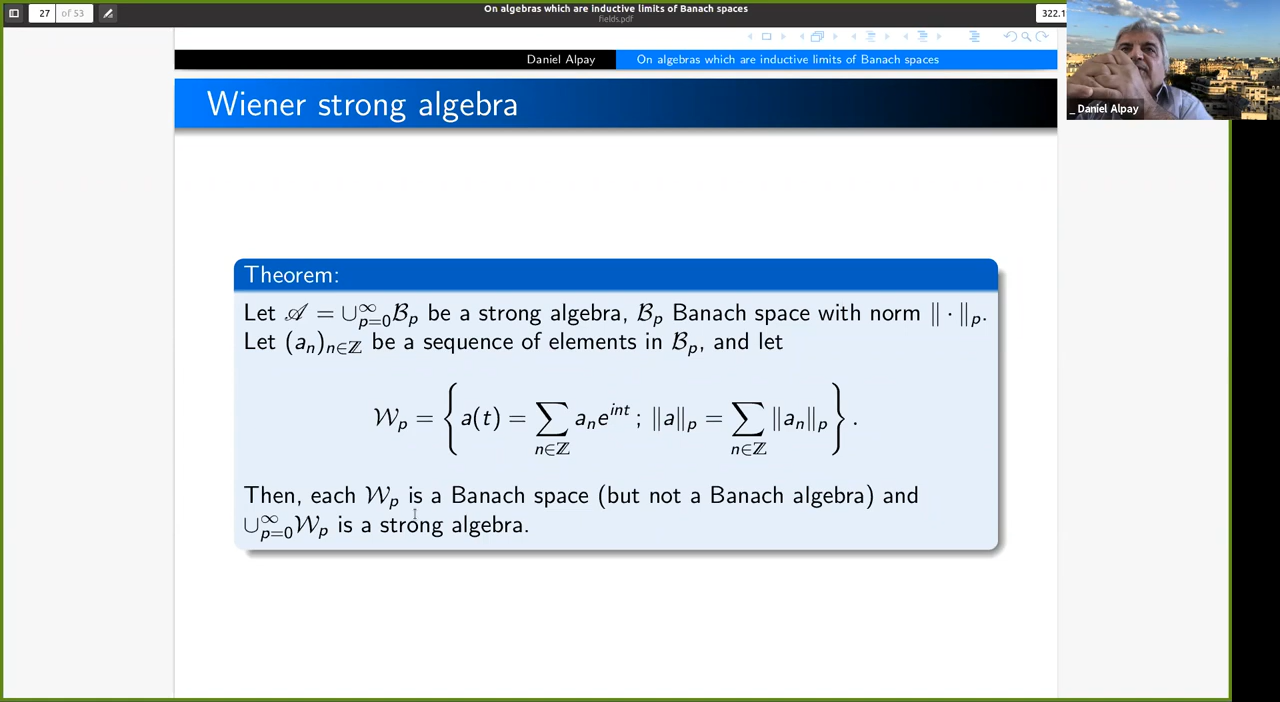 27 of 53
On algebras which are inductive limits of Banach spaces
fields.pdf
322.1
Daniel Alpay
On algebras which are inductive limits of Banach spaces
_ Daniel Alpay
Wiener strong algebra
Theorem:
Let 𝒜 = ∪_{p=0}^∞ ℬ_p be a strong algebra, ℬ_p Banach space with norm ‖ · ‖_p.
Let (a_n)_{n∈ℤ} be a sequence of elements in ℬ_p, and let
𝒲_p = { a(t) = ∑_{n∈ℤ} a_n e^{int} ; ‖a‖_p = ∑_{n∈ℤ} ‖a_n‖_p } .
Then, each 𝒲_p is a Banach space (but not a Banach algebra) and
∪_{p=0}^∞ 𝒲_p is a strong algebra.